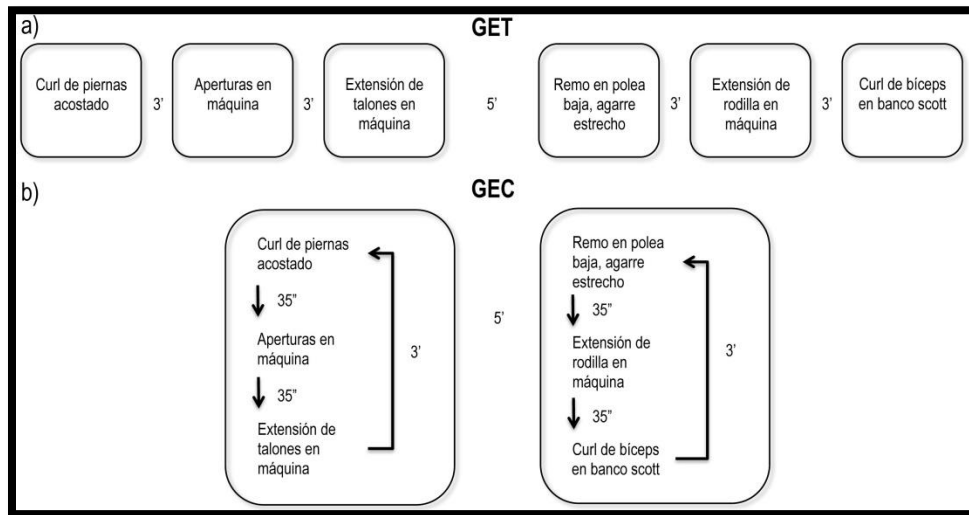 a)
GET
Curl de piernas
acostado
3’
Aperturas en
máquina
3’
Extensión de
talones en
máquina
5’
Remo en polea
baja, agarre
estrecho
3’
Extensión de
rodilla en
máquina
3’
Curl de bíceps
en banco scott
b)
GEC
Curl de piernas
acostado
35”
Aperturas en
máquina
35”
Extensión de
talones en
máquina
3’
5’
Remo en polea
baja, agarre
estrecho
35”
Extensión de
rodilla en
máquina
35”
Curl de bíceps
en banco scott
3’